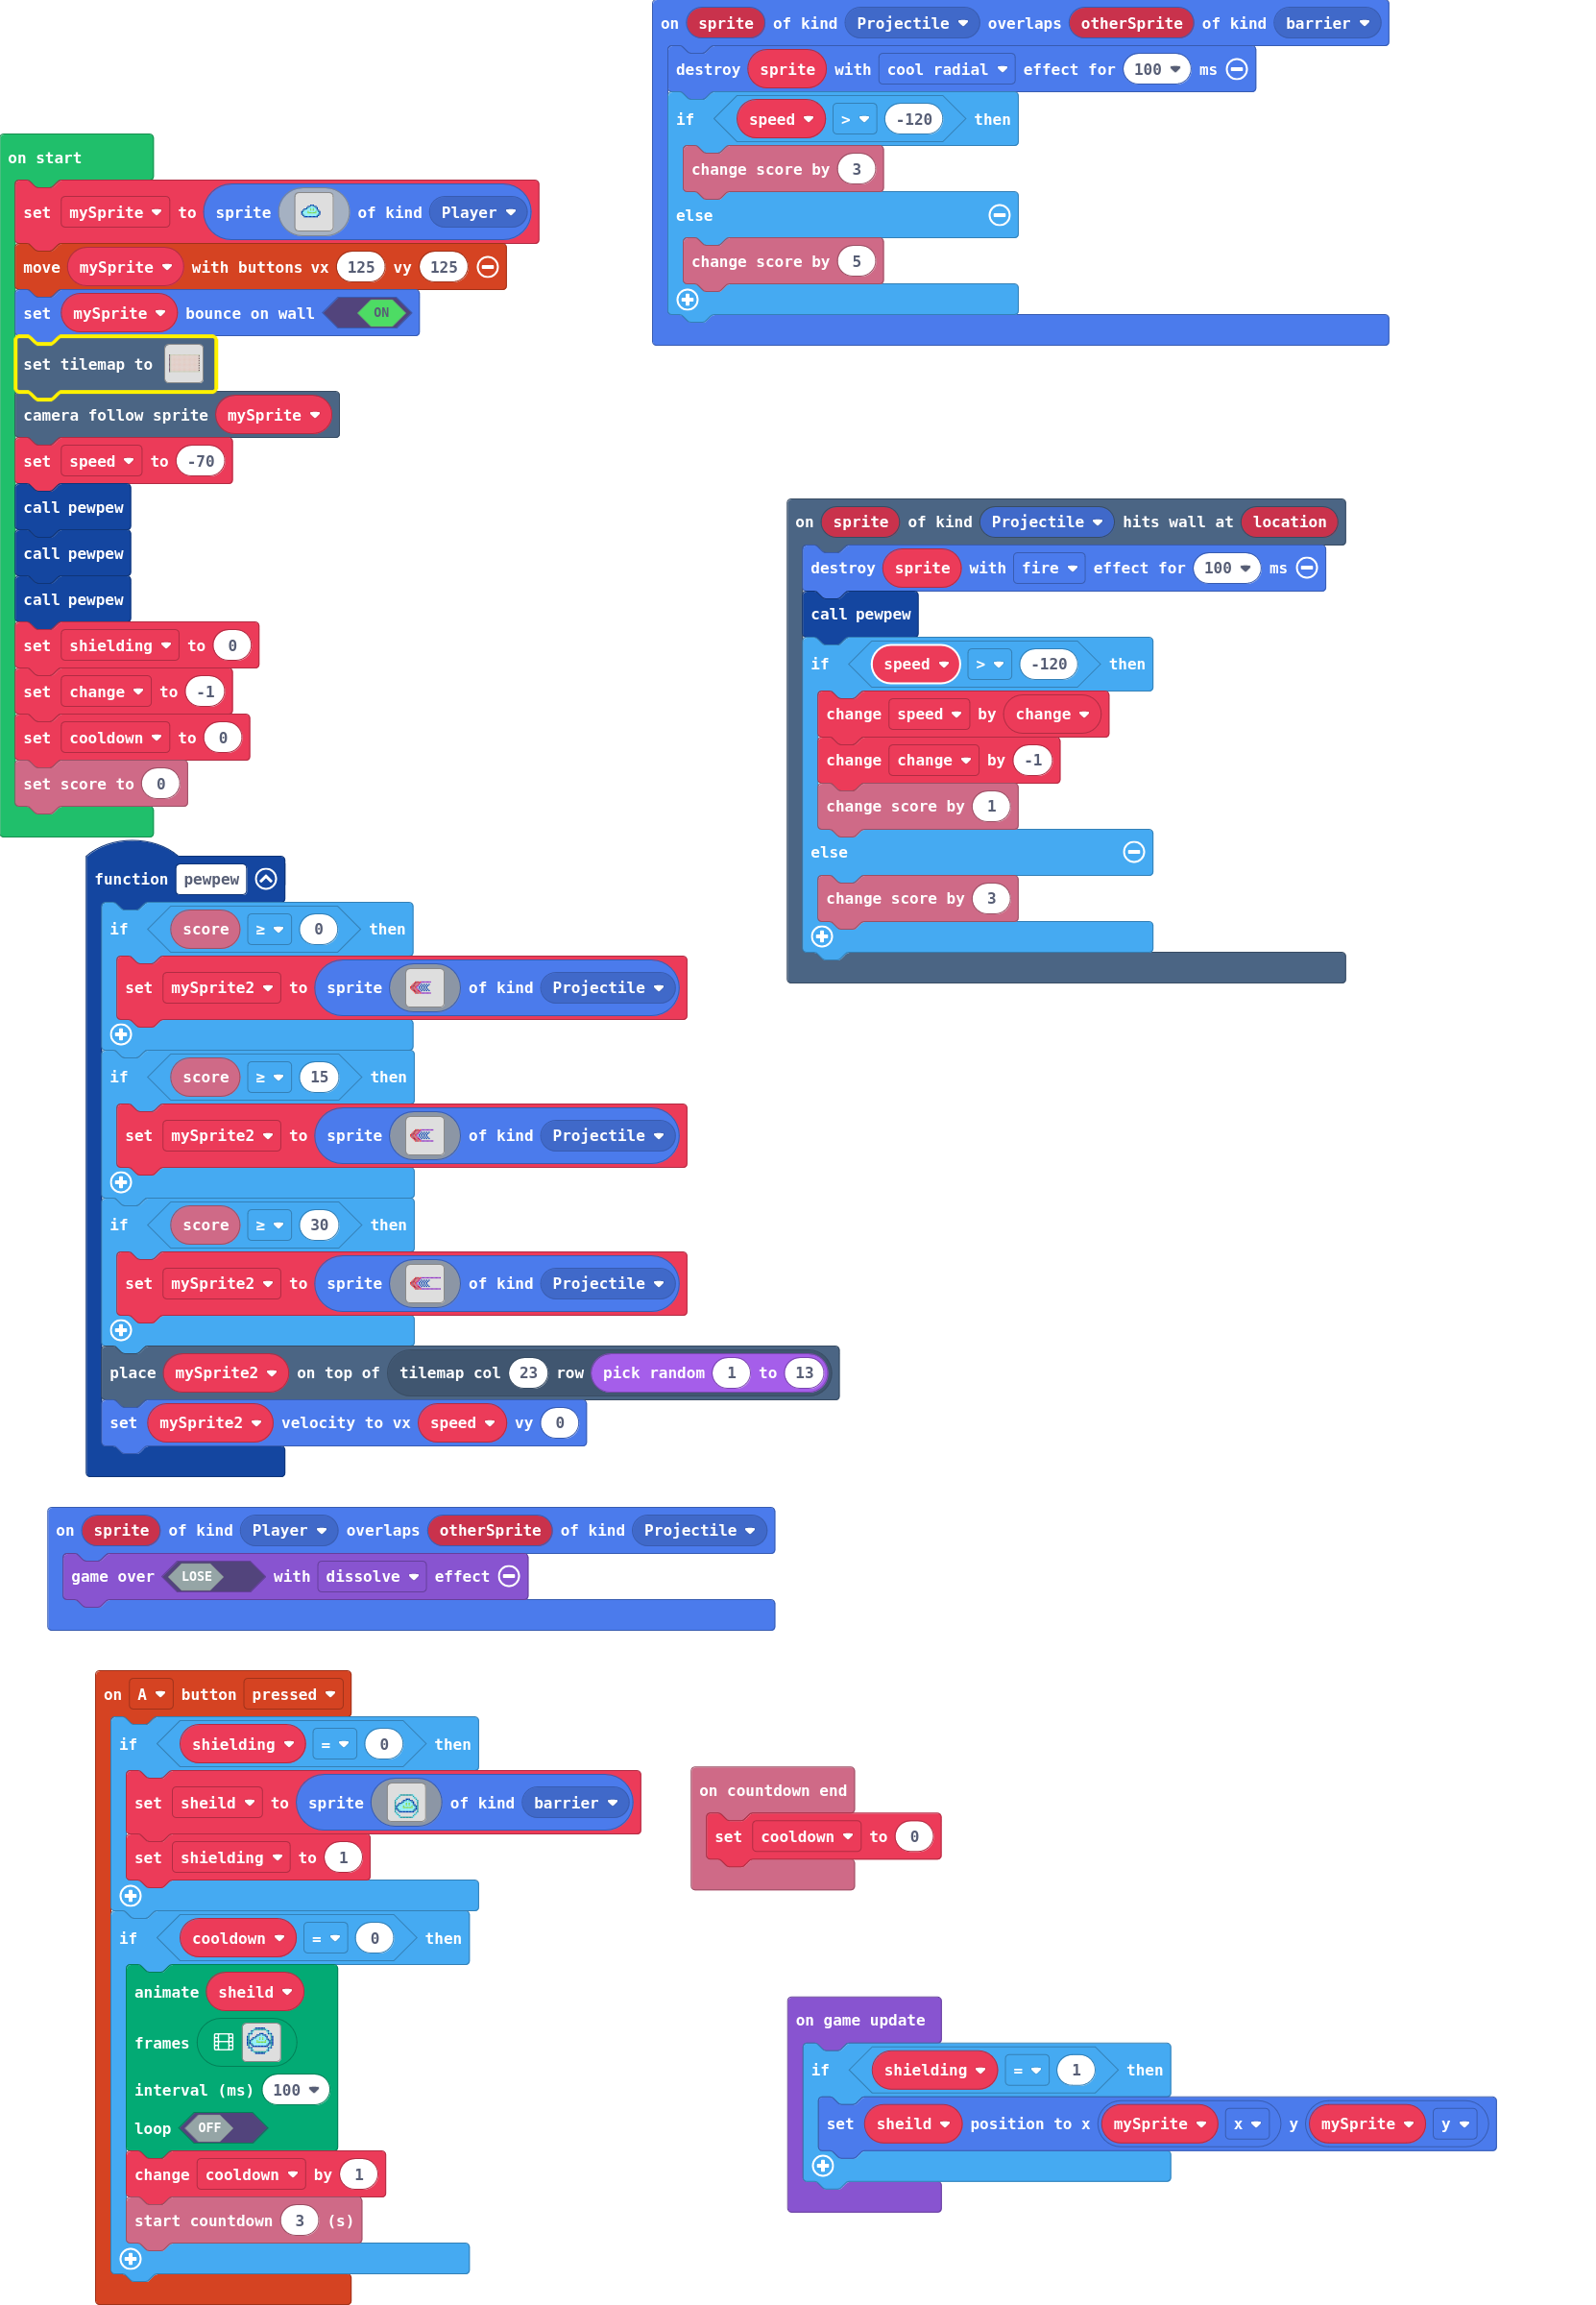 on start
set mySprite to sprite of kind Player
move mySprite with buttons vx 125 vy 125
set mySprite bounce on wall ON
set tilemap to
camera follow sprite mySprite
set speed to -70
call pewpew
call pewpew
call pewpew
set shielding to 0
set change to -1
set cooldown to 0
set score to 0
on sprite of kind Projectile overlaps otherSprite of kind barrier
destroy sprite with cool radial effect for 100 ms
if speed > -120 then
change score by 3
else
change score by 5
on sprite of kind Projectile hits wall at location
destroy sprite with fire effect for 100 ms
call pewpew
if speed > -120 then
change speed by change
change change by -1
change score by 1
else
change score by 3
function pewpew
if score ≥ 0 then
set mySprite2 to sprite of kind Projectile
if score ≥ 15 then
set mySprite2 to sprite of kind Projectile
if score ≥ 30 then
set mySprite2 to sprite of kind Projectile
place mySprite2 on top of tilemap col 23 row pick random 1 to 13
set mySprite2 velocity to vx speed vy 0
on sprite of kind Player overlaps otherSprite of kind Projectile
game over LOSE with dissolve effect
on A button pressed
if shielding = 0 then
set sheild to sprite of kind barrier
set shielding to 1
if cooldown = 0 then
animate sheild
frames
interval (ms) 100
loop OFF
change cooldown by 1
start countdown 3 (s)
on countdown end
set cooldown to 0
on game update
if shielding = 1 then
set sheild position to x mySprite x y mySprite y